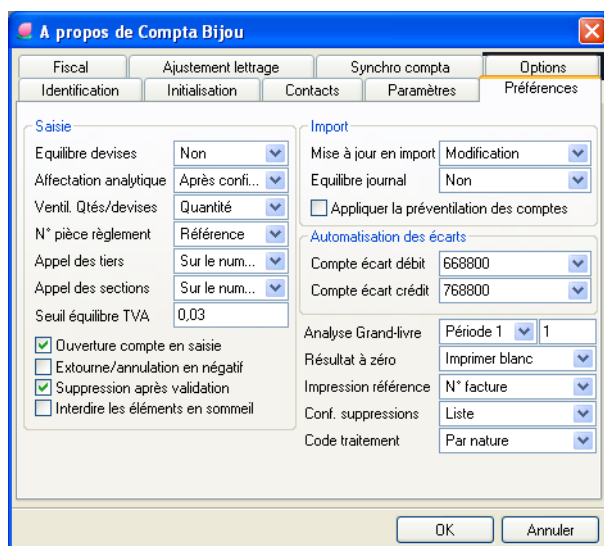 A propos de Compta Bijou
Fiscal Ajustement lettrage Synchro compta Options
Identification Initialisation Contacts Paramètres Préférences
Saisie
Equilibre devises Non
Affectation analytique Après confi...
Ventil. Qtés/devises Quantité
N° pièce règlement Référence
Appel des tiers Sur le num...
Appel des sections Sur le num...
Seuil équilibre TVA 0,03
Ouverture compte en saisie
Extourne/annulation en négatif
Suppression après validation
Interdire les éléments en sommeil
Import
Mise à jour en import Modification
Equilibre journal Non
Appliquer la préventilation des comptes
Automatisation des écarts
Compte écart débit 668800
Compte écart crédit 768800
Analyse Grand-livre Période 1 1
Résultat à zéro Imprimer blanc
Impression référence N° facture
Conf. suppressions Liste
Code traitement Par nature
OK Annuler